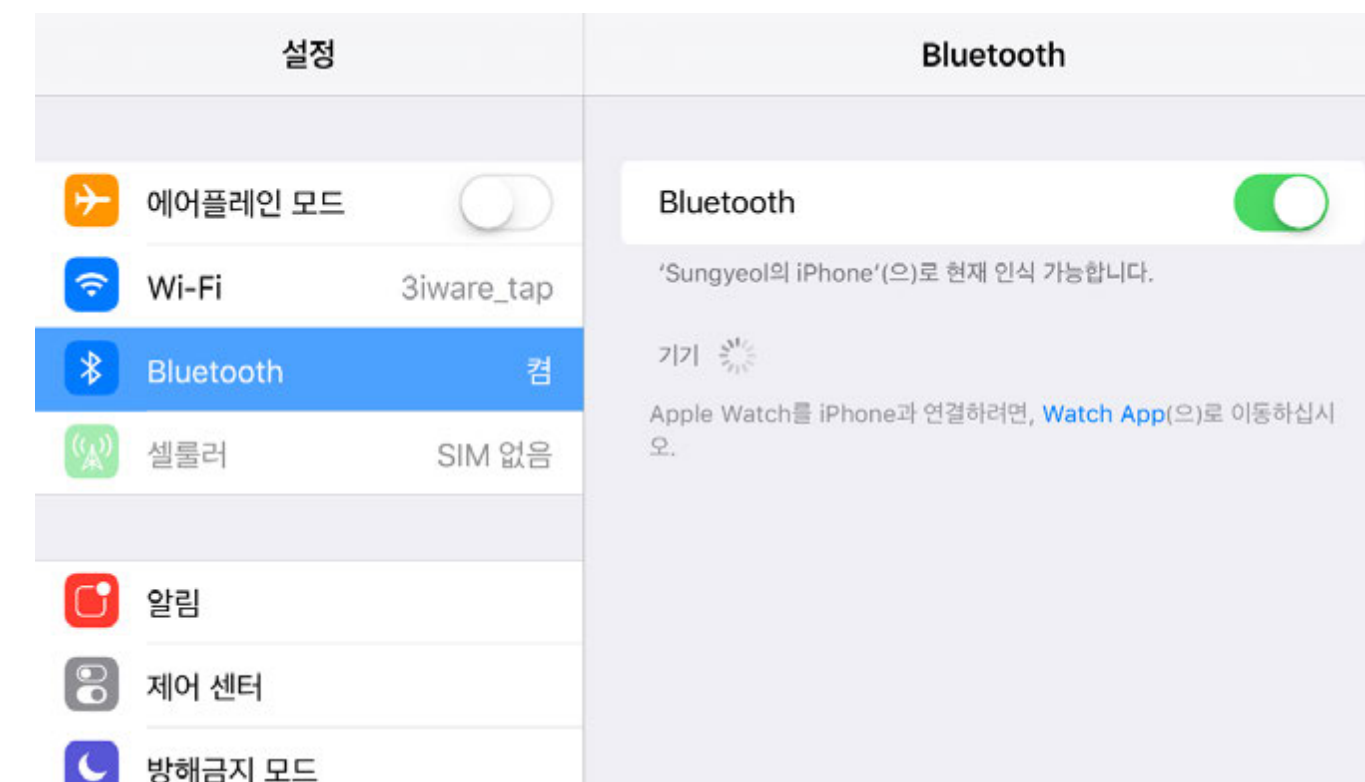 설정
에어플레인 모드
Wi-Fi 3iware_tap
Bluetooth 켬
셀룰러 SIM 없음
알림
제어 센터
방해금지 모드
Bluetooth
Bluetooth
‘Sungyeol의 iPhone’(으)로 현재 인식 가능합니다.
기기
Apple Watch를 iPhone과 연결하려면, Watch App(으)로 이동하십시
오.